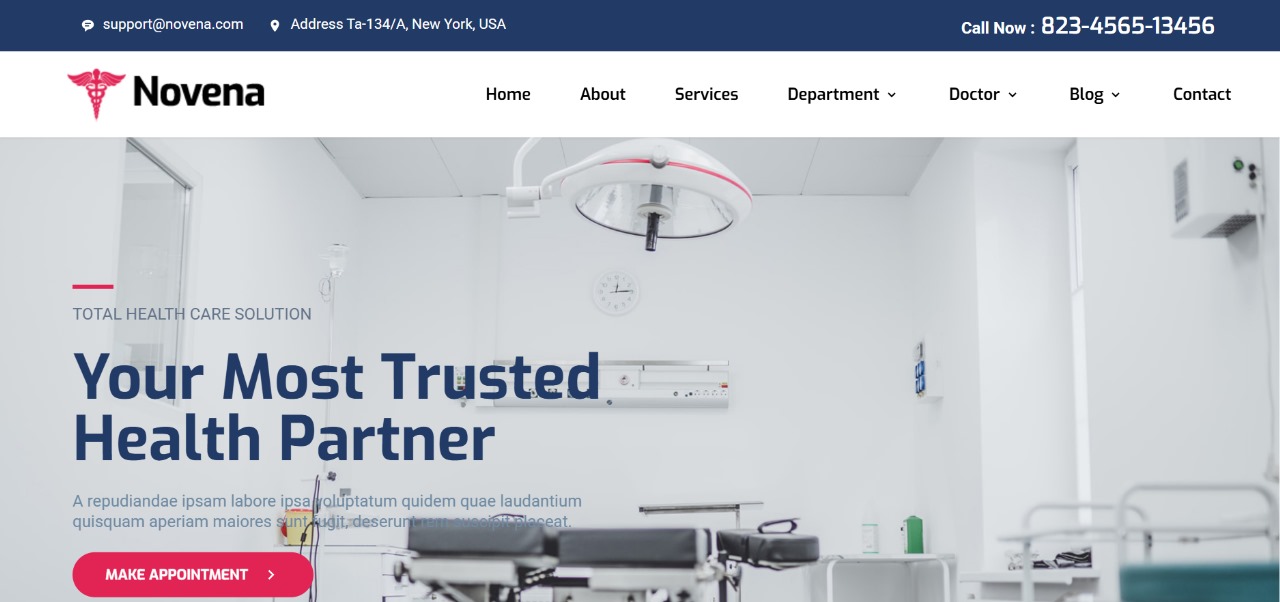 support@novena.com Address Ta-134/A, New York, USA Call Now : 823-4565-13456
Novena Home About Services Department Doctor Blog Contact
TOTAL HEALTH CARE SOLUTION
Your Most Trusted
Health Partner
A repudiandae ipsam labore ipsa voluptatum quidem quae laudantium
quisquam aperiam maiores sunt fugit, deserunt rem suscipit placeat.
MAKE APPOINTMENT